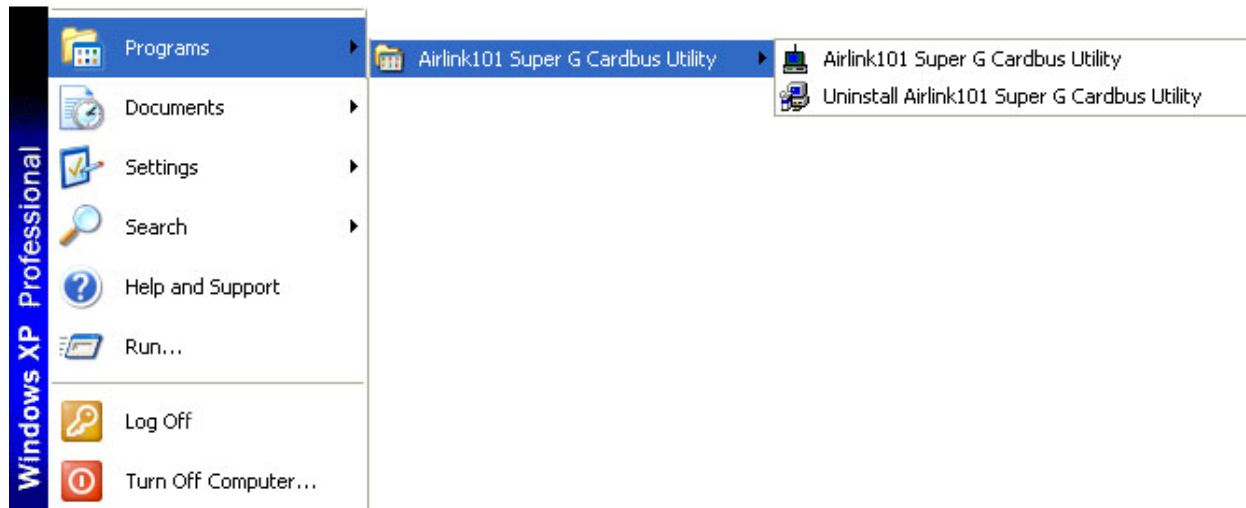 Windows XP Professional
Programs
Documents
Settings
Search
Help and Support
Run...
Log Off
Turn Off Computer...
Airlink101 Super G Cardbus Utility
Airlink101 Super G Cardbus Utility
Uninstall Airlink101 Super G Cardbus Utility